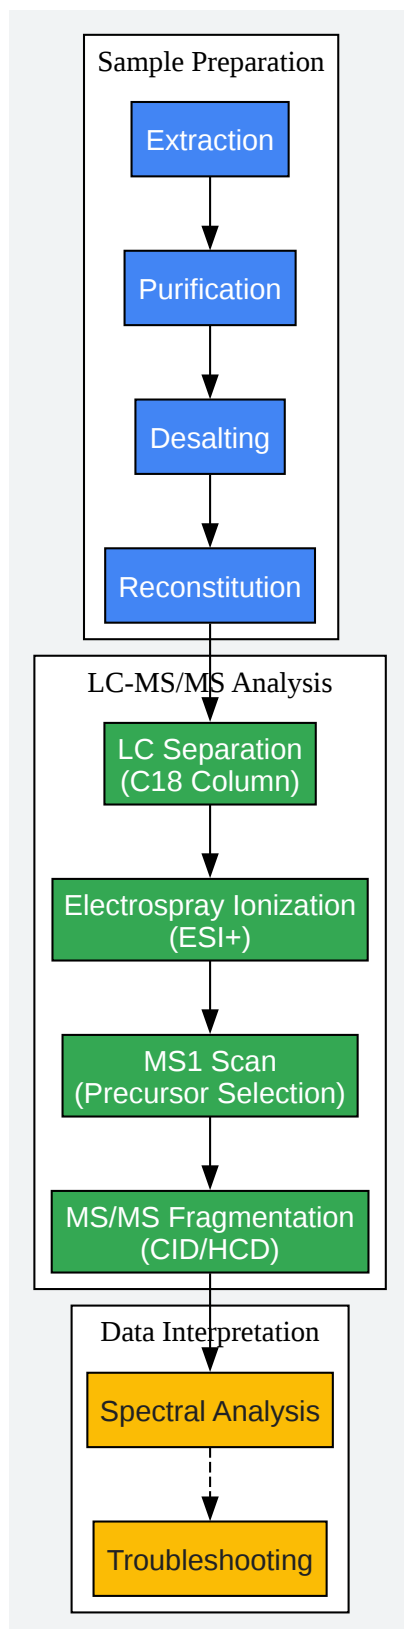 Sample Preparation
Extraction
Purification
Desalting
Reconstitution
LC-MS/MS Analysis
LC Separation
(C18 Column)
Electrospray Ionization
(ESI+)
MS1 Scan
(Precursor Selection)
MS/MS Fragmentation
(CID/HCD)
Data Interpretation
Spectral Analysis
Troubleshooting